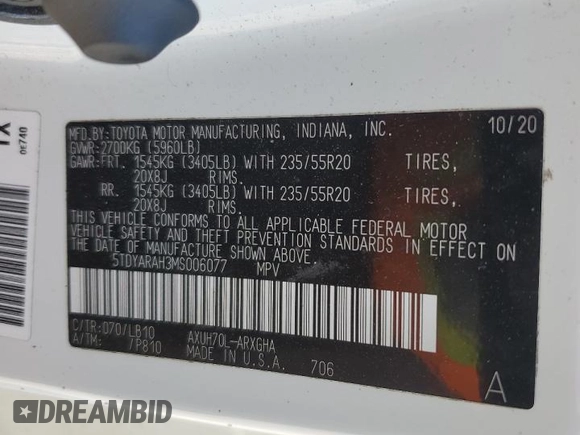 MFD.BY:TOYOTA MOTOR MANUFACTURING, INDIANA, INC. 10/20
GVWR:2700KG (5960LB)
GAWR:FRT. 1545KG (3405LB) WITH 235/55R20 TIRES,
20X8J RIMS.
RR. 1545KG (3405LB) WITH 235/55R20 TIRES,
20X8J RIMS.
THIS VEHICLE CONFORMS TO ALL APPLICABLE FEDERAL MOTOR
VEHICLE SAFETY AND THEFT PREVENTION STANDARDS IN EFFECT ON
THE DATE OF MANUFACTURE SHOWN ABOVE.
5TDYARAH3MS006077 MPV
C/TR:070/LB10 AXUH70L-ARXGHA
A/TM: /P810 MADE IN U.S.A. 706
A
0E740
DREAMBID